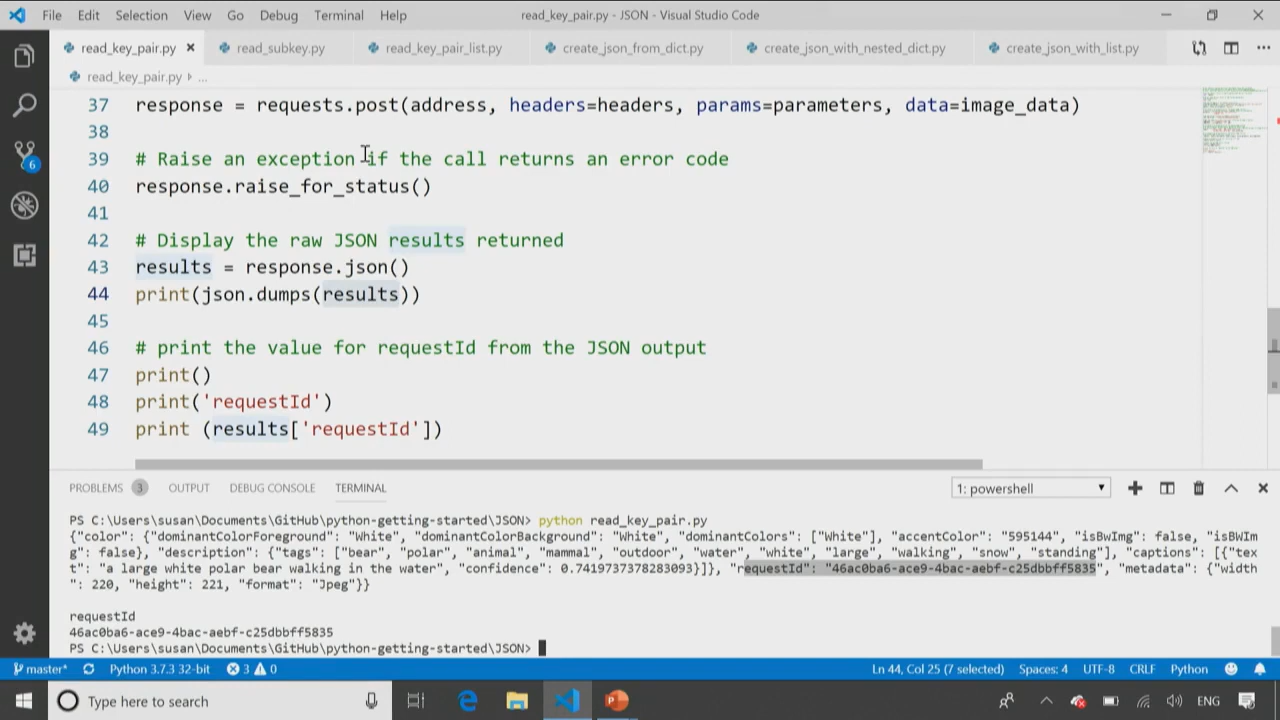 File Edit Selection View Go Debug Terminal Help read_key_pair.py - JSON - Visual Studio Code
read_key_pair.py read_subkey.py read_key_pair_list.py create_json_from_dict.py create_json_with_nested_dict.py create_json_with_list.py
read_key_pair.py ...
37 response = requests.post(address, headers=headers, params=parameters, data=image_data)
38
39 # Raise an exception if the call returns an error code
40 response.raise_for_status()
41
42 # Display the raw JSON results returned
43 results = response.json()
44 print(json.dumps(results))
45
46 # print the value for requestId from the JSON output
47 print()
48 print('requestId')
49 print (results['requestId'])
6
PROBLEMS 3 OUTPUT DEBUG CONSOLE TERMINAL 1: powershell
PS C:\Users\susan\Documents\GitHub\python-getting-started\JSON> python read_key_pair.py
{"color": {"dominantColorForeground": "White", "dominantColorBackground": "White", "dominantColors": ["White"], "accentColor": "595144", "isBwImg": false, "isBWIm
g": false}, "description": {"tags": ["bear", "polar", "animal", "mammal", "outdoor", "water", "white", "large", "walking", "snow", "standing"], "captions": [{"tex
t": "a large white polar bear walking in the water", "confidence": 0.7419737378283093}]}, "requestId": "46ac0ba6-ace9-4bac-aebf-c25dbbff5835", "metadata": {"width
": 220, "height": 221, "format": "Jpeg"}}
requestId
46ac0ba6-ace9-4bac-aebf-c25dbbff5835
PS C:\Users\susan\Documents\GitHub\python-getting-started\JSON>
master* Python 3.7.3 32-bit 3 0 Ln 44, Col 25 (7 selected) Spaces: 4 UTF-8 CRLF Python
Type here to search ENG